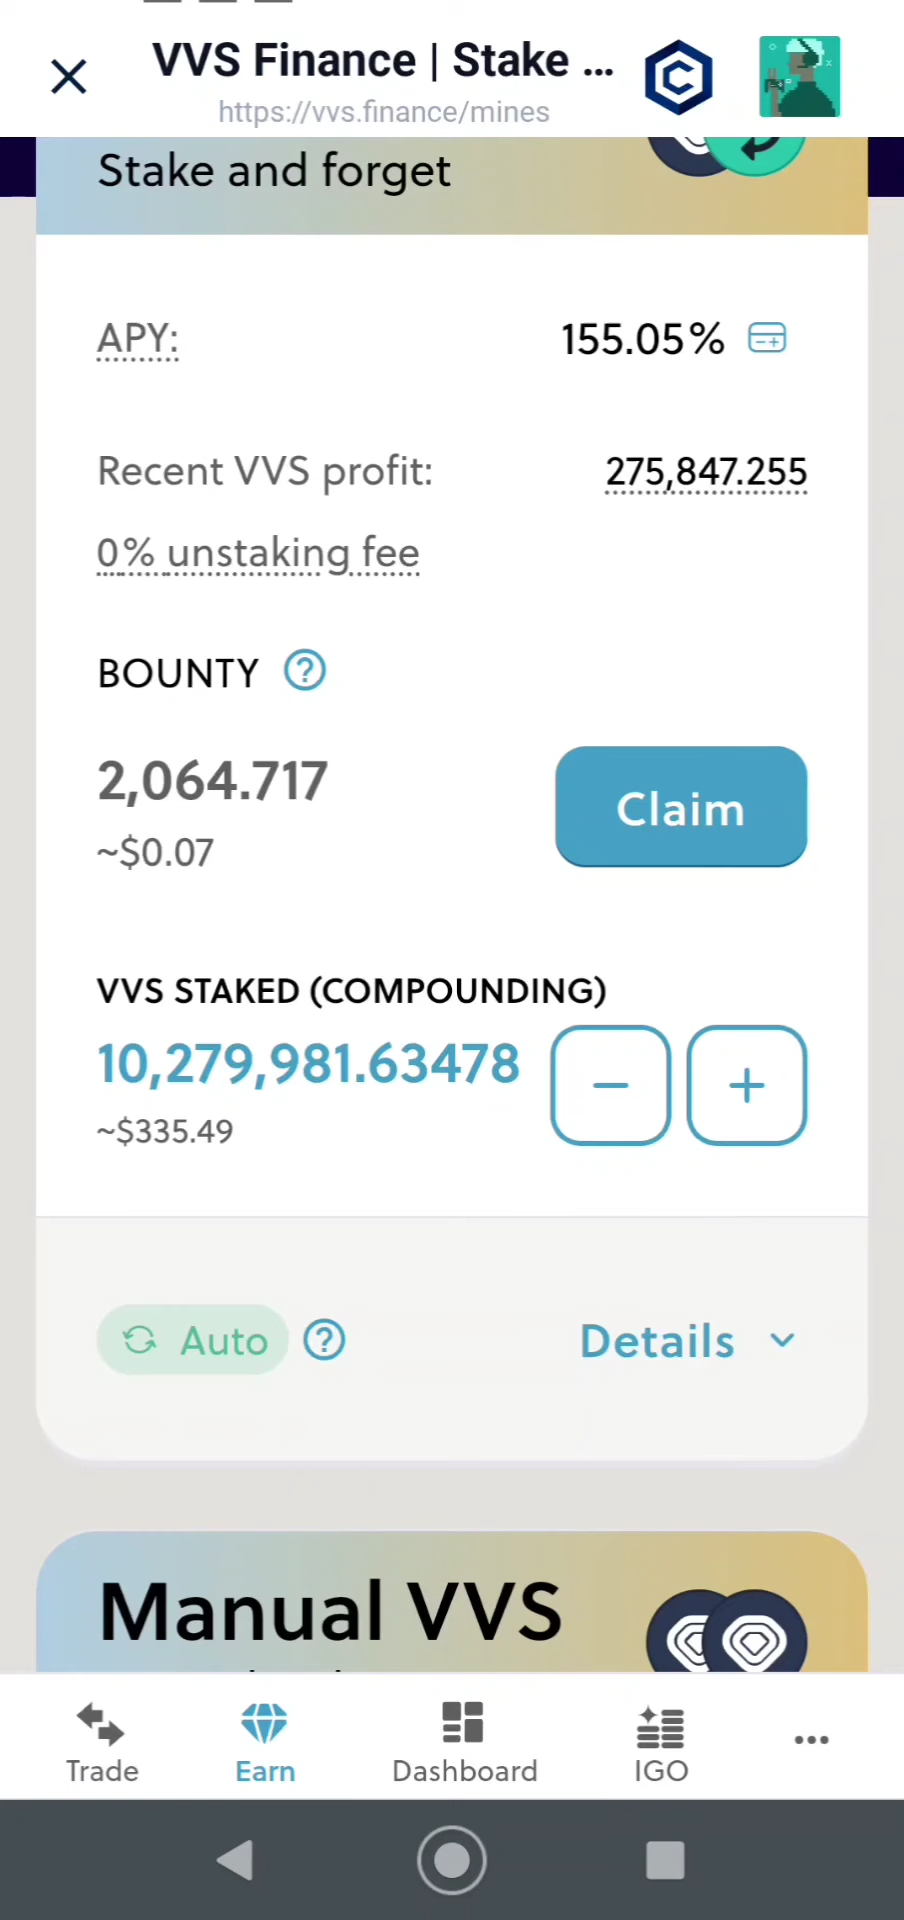 VVS Finance | Stake ...
https://vvs.finance/mines
Stake and forget
APY: 155.05%
Recent VVS profit: 275,847.255
0% unstaking fee
BOUNTY ?
2,064.717
~$0.07
Claim
VVS STAKED (COMPOUNDING)
10,279,981.63478
~$335.49
Auto ? Details
Manual VVS
Trade Earn Dashboard IGO